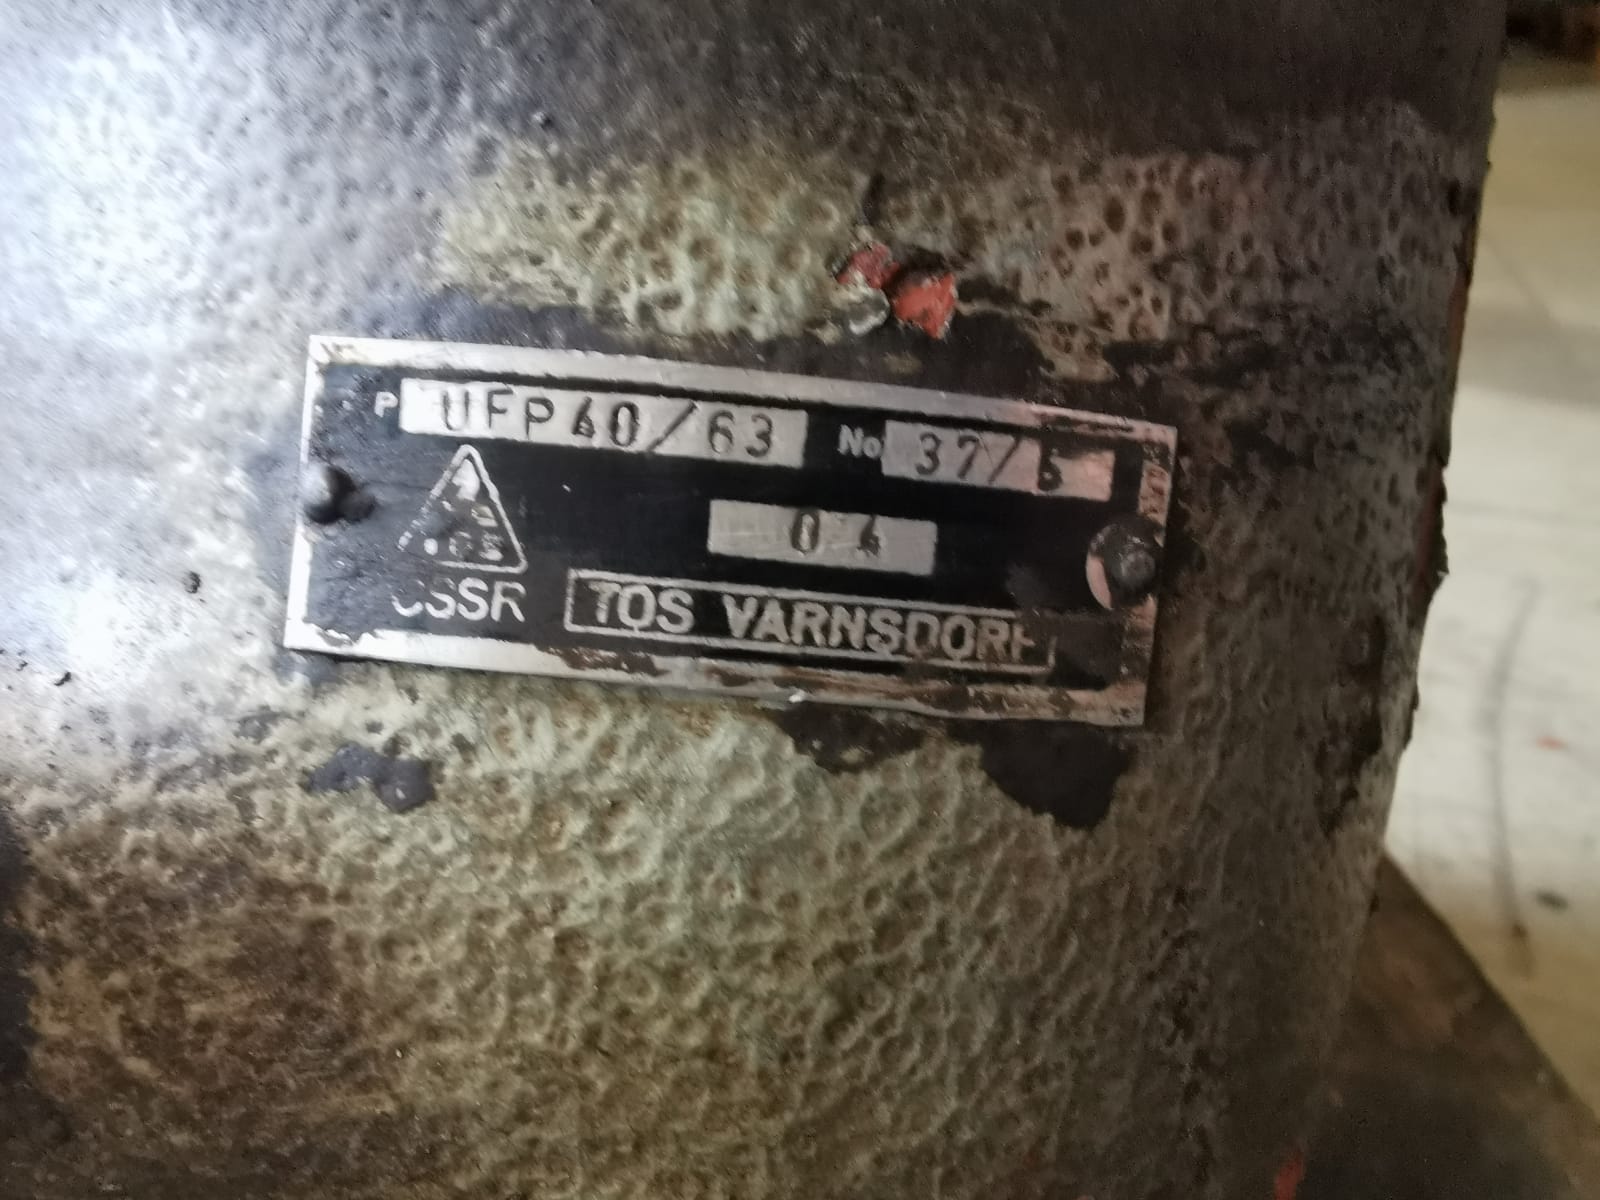 P UFP40/63 No 37/5
04
ČSSR TOS VARNSDORF